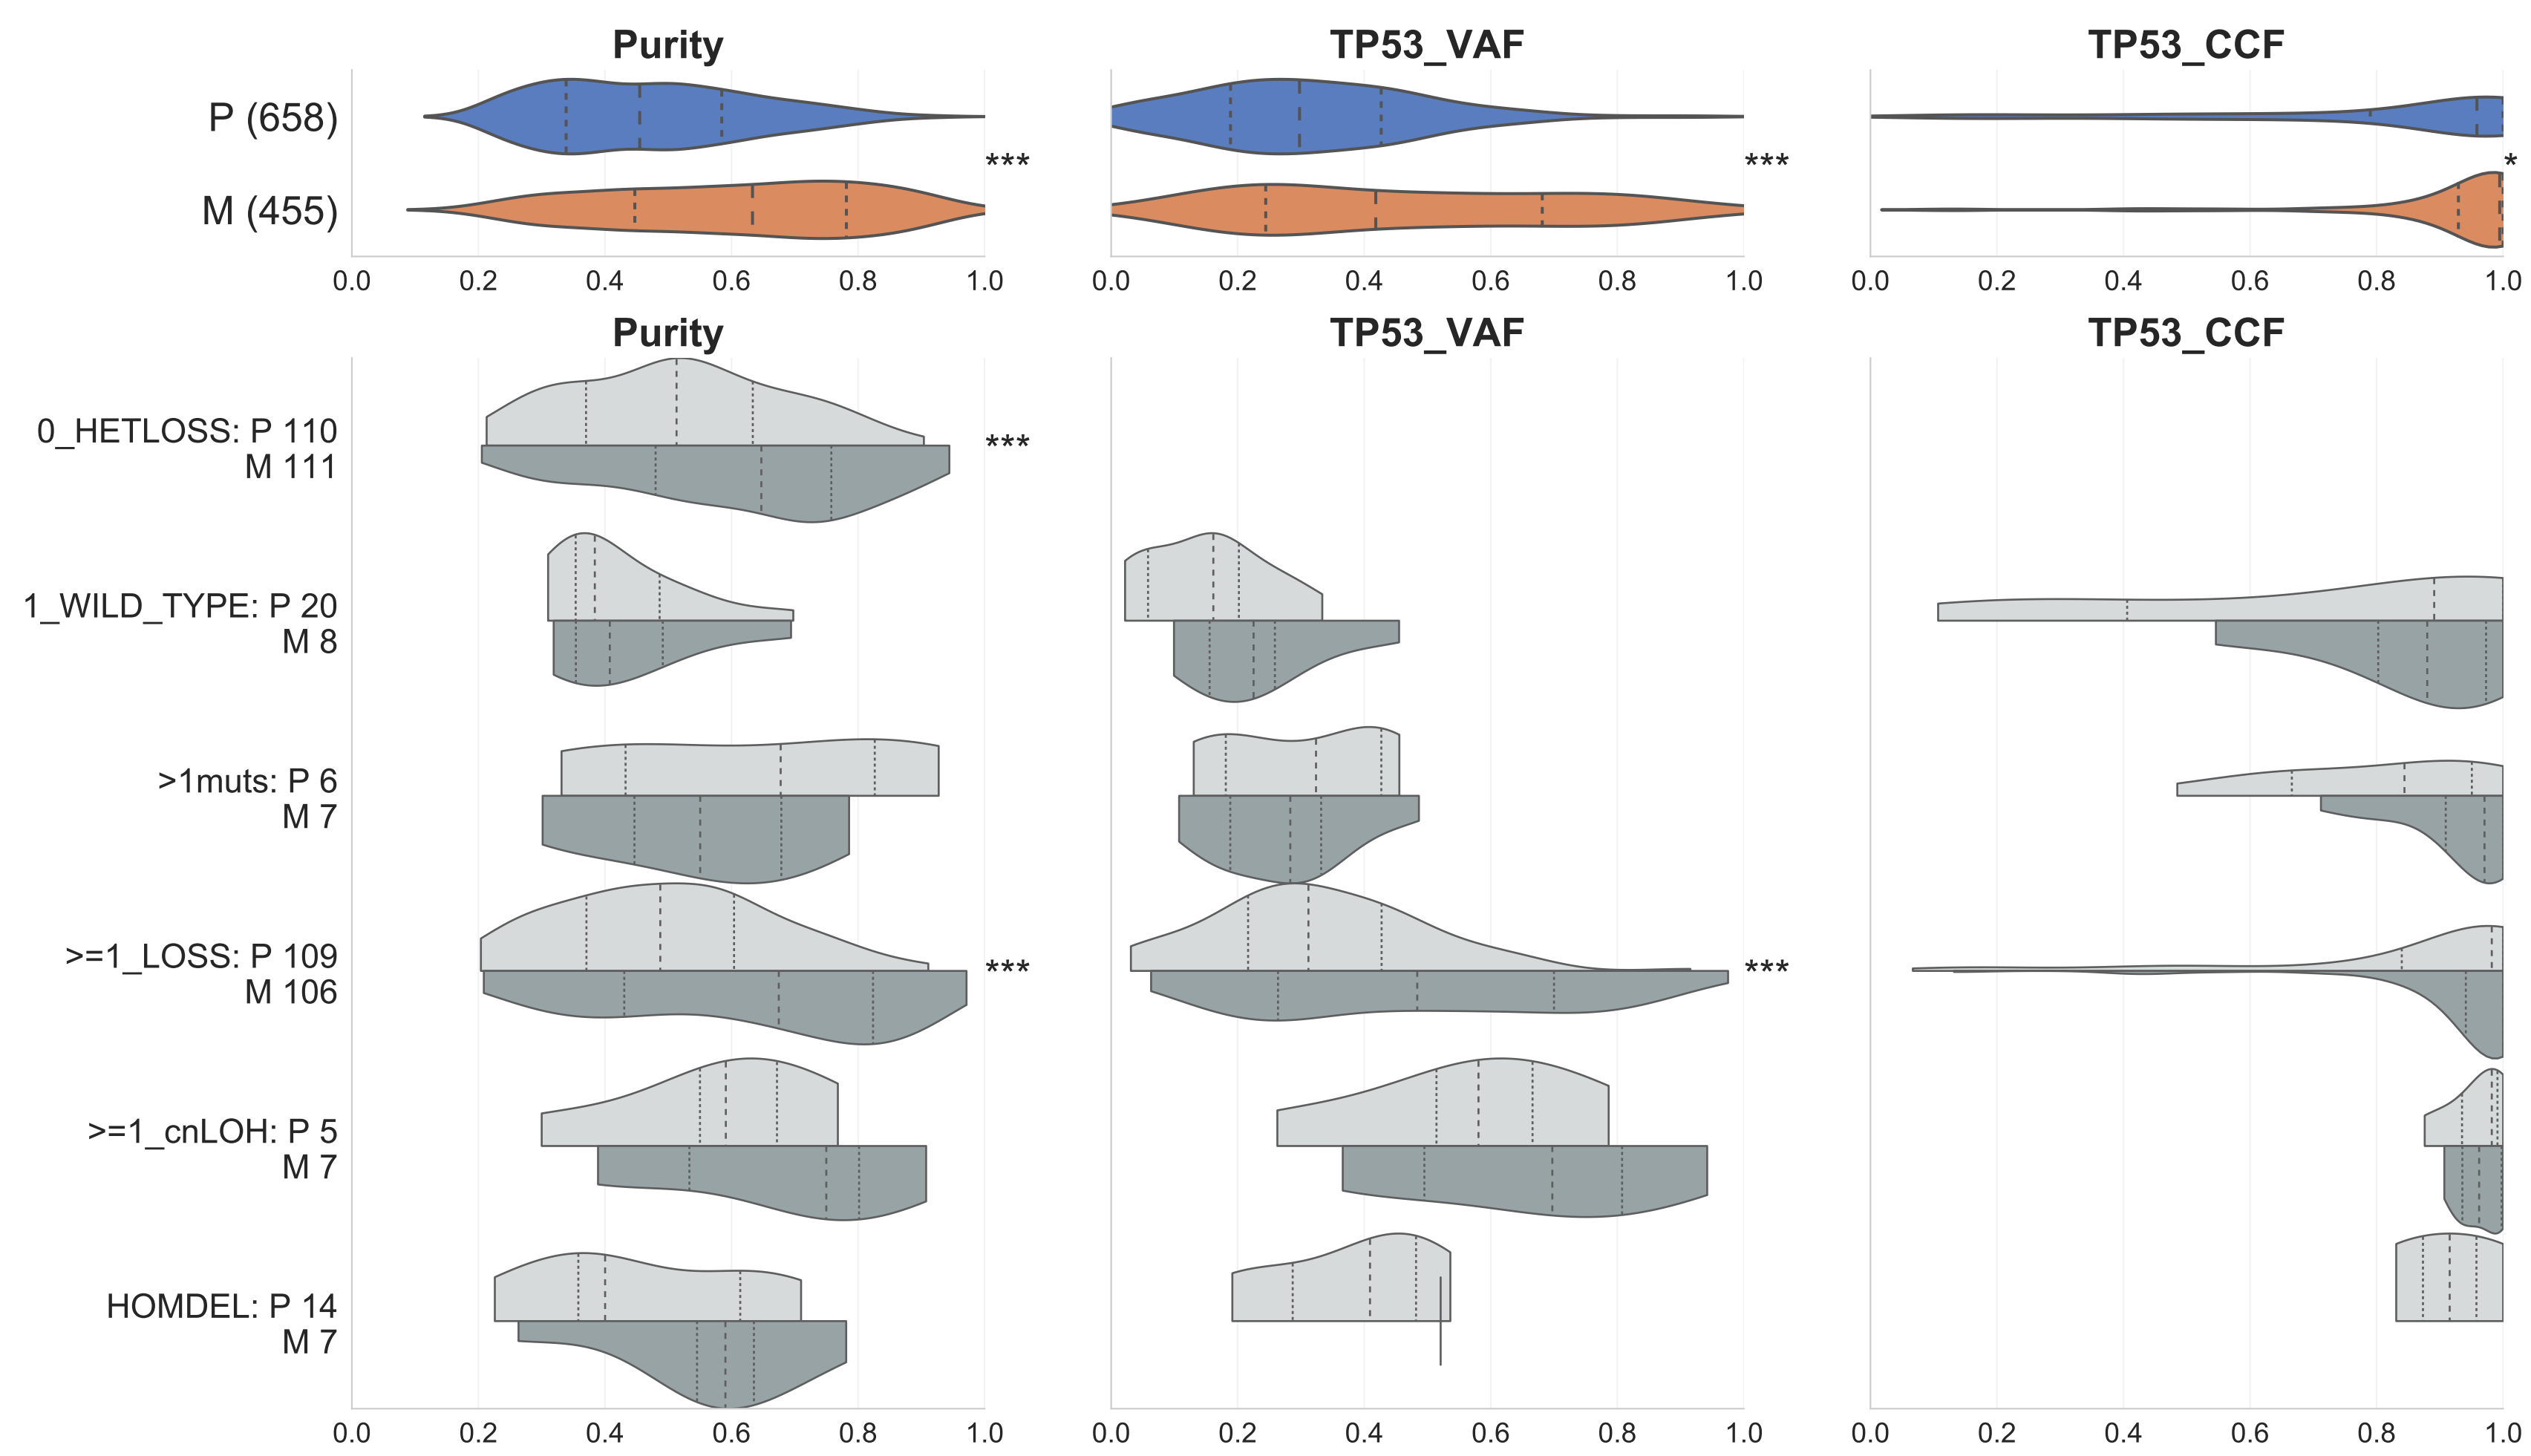 Purity TP53_VAF TP53_CCF
P (658)
*** *** *
M (455)
0.0 0.2 0.4 0.6 0.8 1.0 0.0 0.2 0.4 0.6 0.8 1.0 0.0 0.2 0.4 0.6 0.8 1.0
Purity TP53_VAF TP53_CCF
0_HETLOSS: P 110
***
M 111
1_WILD_TYPE: P 20
M 8
>1muts: P 6
M 7
>=1_LOSS: P 109
*** ***
M 106
>=1_cnLOH: P 5
M 7
HOMDEL: P 14
M 7
0.0 0.2 0.4 0.6 0.8 1.0 0.0 0.2 0.4 0.6 0.8 1.0 0.0 0.2 0.4 0.6 0.8 1.0